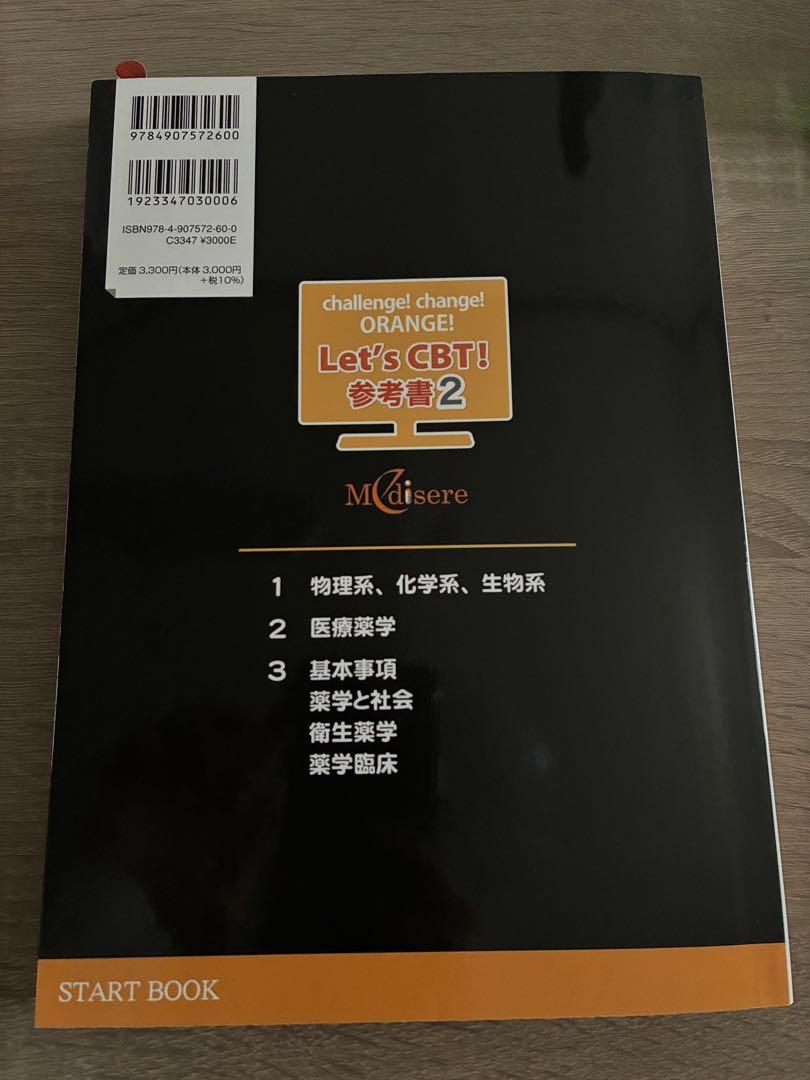 9784907572600
1923347030006
ISBN978-4-907572-60-0
C3347 ¥3000E
定価 3,300円(本体 3,000円
+税10%)
challenge! change!
ORANGE!
Let's CBT!
参考書2
Medisere
1 物理系、化学系、生物系
2 医療薬学
3 基本事項
薬学と社会
衛生薬学
薬学臨床
START BOOK